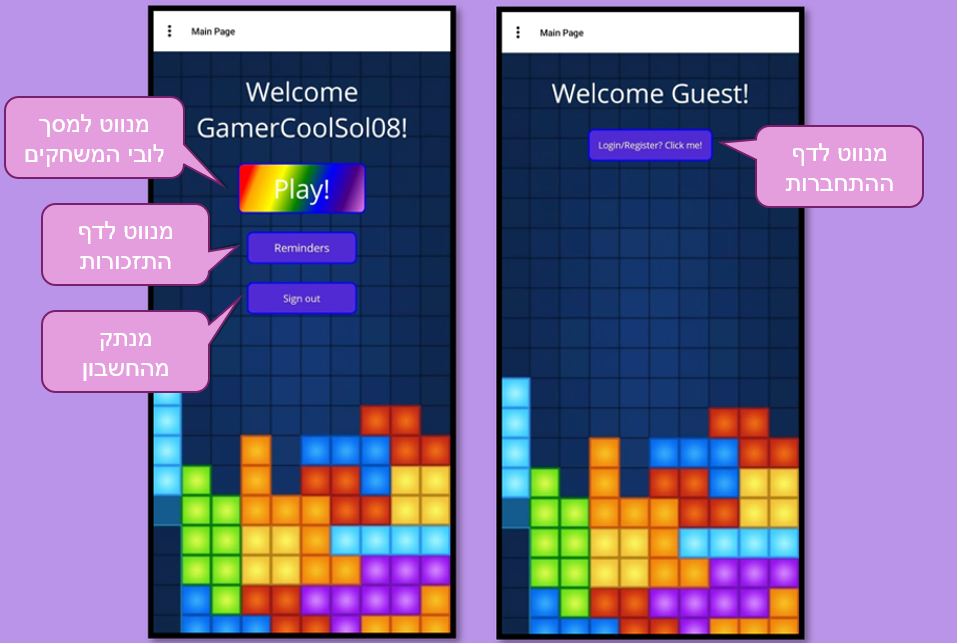 Main Page
Welcome
GamerCoolSol08!
Play!
Reminders
Sign out
מנווט למסך
לובי המשחקים
מנווט לדף
התזכורות
מנתק
מהחשבון
Main Page
Welcome Guest!
Login/Register? Click me!
מנווט לדף
ההתחברות